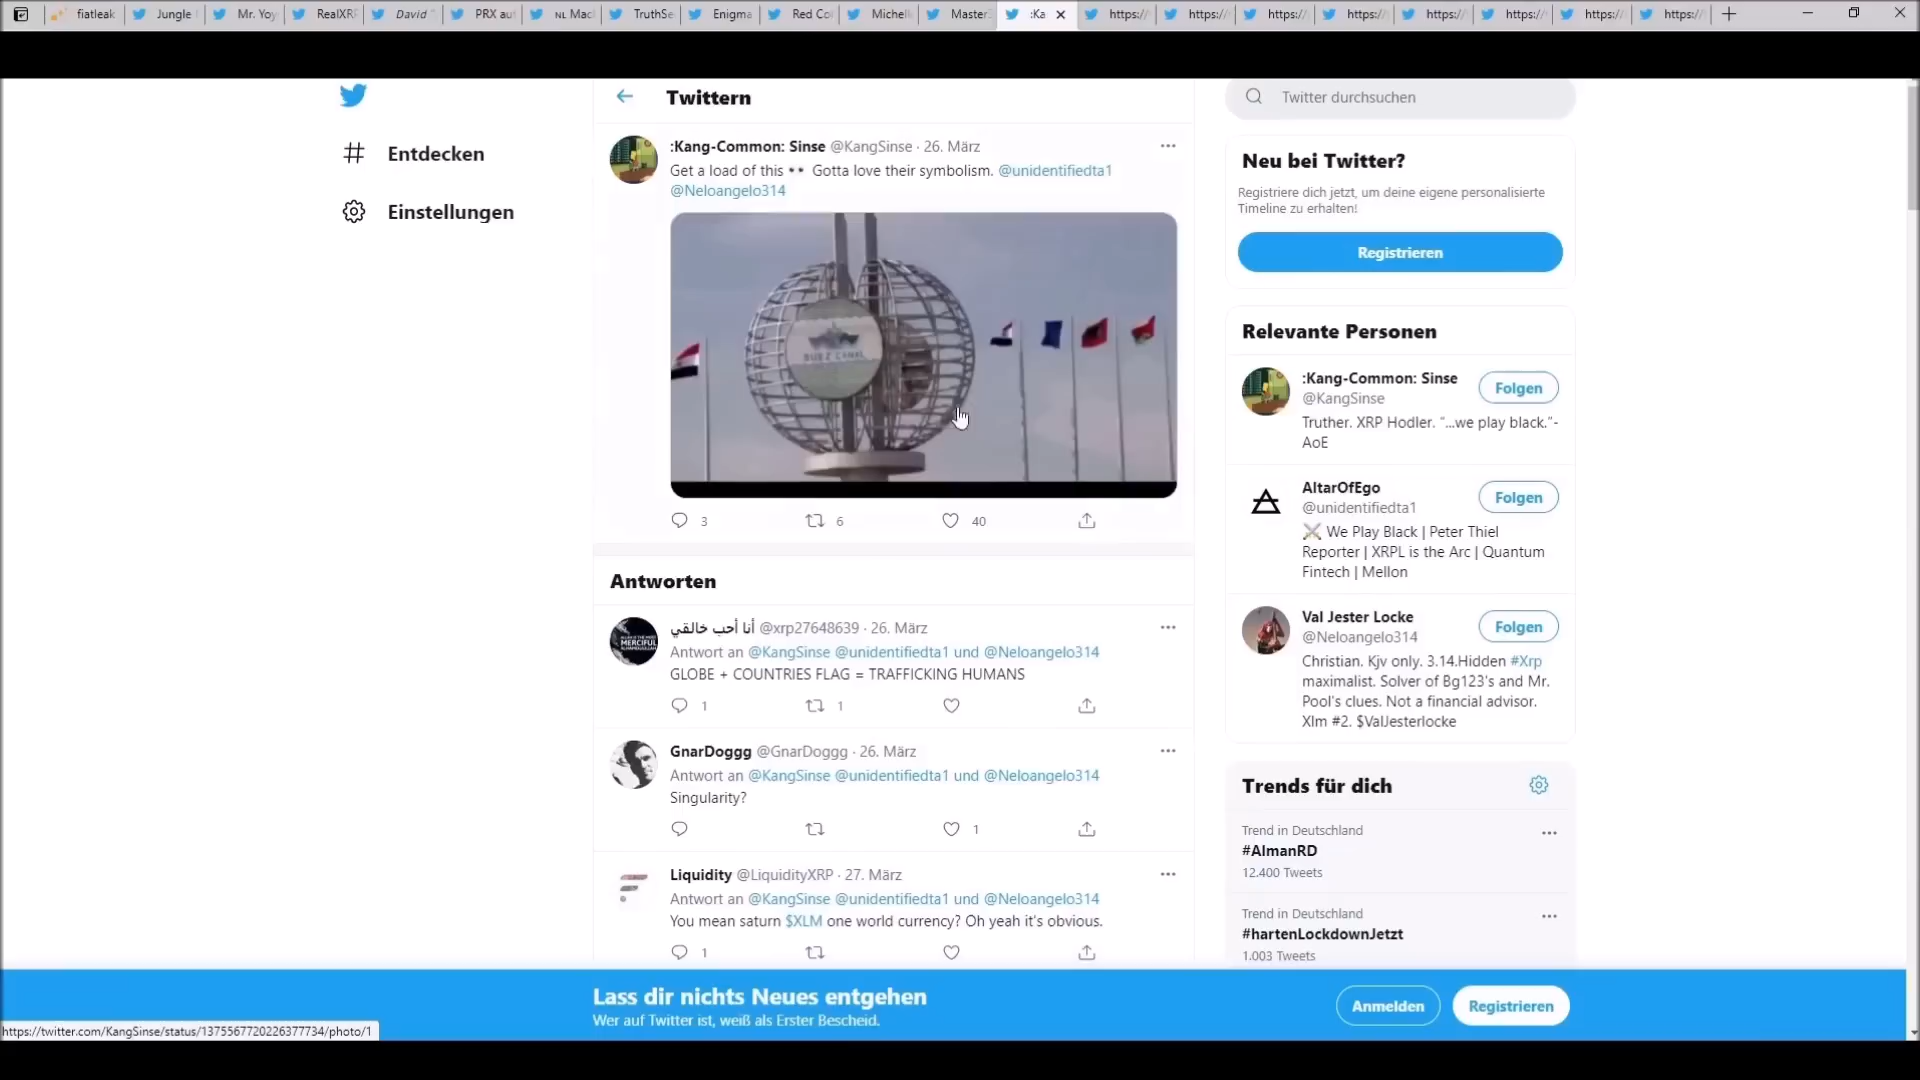 fiatleak
Jungle
Mr. Yoy
RealXRP
David
PRX au
NL Mac
TruthSe
Enigma
Red Co
Michell
Master
:Ka
https://
https://
https://
https://
https://
https://
https://
https://
Twittern
Twitter durchsuchen
Entdecken
Einstellungen
:Kang-Common: Sinse @KangSinse · 26. März
Get a load of this 👀 Gotta love their symbolism. @unidentifiedta1
@Neloangelo314
SUEZ CANAL
3
6
40
Antworten
أنا أحب خالقي @xrp27648639 · 26. März
Antwort an @KangSinse @unidentifiedta1 und @Neloangelo314
GLOBE + COUNTRIES FLAG = TRAFFICKING HUMANS
1
1
GnarDoggg @GnarDoggg · 26. März
Antwort an @KangSinse @unidentifiedta1 und @Neloangelo314
Singularity?
1
Liquidity @LiquidityXRP · 27. März
Antwort an @KangSinse @unidentifiedta1 und @Neloangelo314
You mean saturn $XLM one world currency? Oh yeah it's obvious.
1
Neu bei Twitter?
Registriere dich jetzt, um deine eigene personalisierte
Timeline zu erhalten!
Registrieren
Relevante Personen
:Kang-Common: Sinse
@KangSinse
Folgen
Truther. XRP Hodler. "...we play black."-
AoE
AltarOfEgo
@unidentifiedta1
Folgen
⚔️ We Play Black | Peter Thiel
Reporter | XRPL is the Arc | Quantum
Fintech | Mellon
Val Jester Locke
@Neloangelo314
Folgen
Christian. Kjv only. 3.14.Hidden #Xrp
maximalist. Solver of Bg123's and Mr.
Pool's clues. Not a financial advisor.
Xlm #2. $ValJesterlocke
Trends für dich
Trend in Deutschland
#AlmanRD
12.400 Tweets
Trend in Deutschland
#hartenLockdownJetzt
1.003 Tweets
Lass dir nichts Neues entgehen
Wer auf Twitter ist, weiß als Erster Bescheid.
Anmelden
Registrieren
https://twitter.com/KangSinse/status/1375567720226377734/photo/1